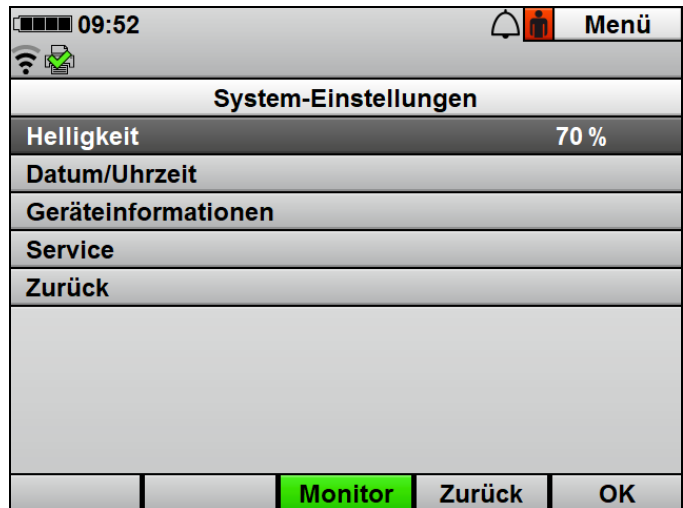 09:52 Menü
System-Einstellungen
Helligkeit 70 %
Datum/Uhrzeit
Geräteinformationen
Service
Zurück
Monitor Zurück OK